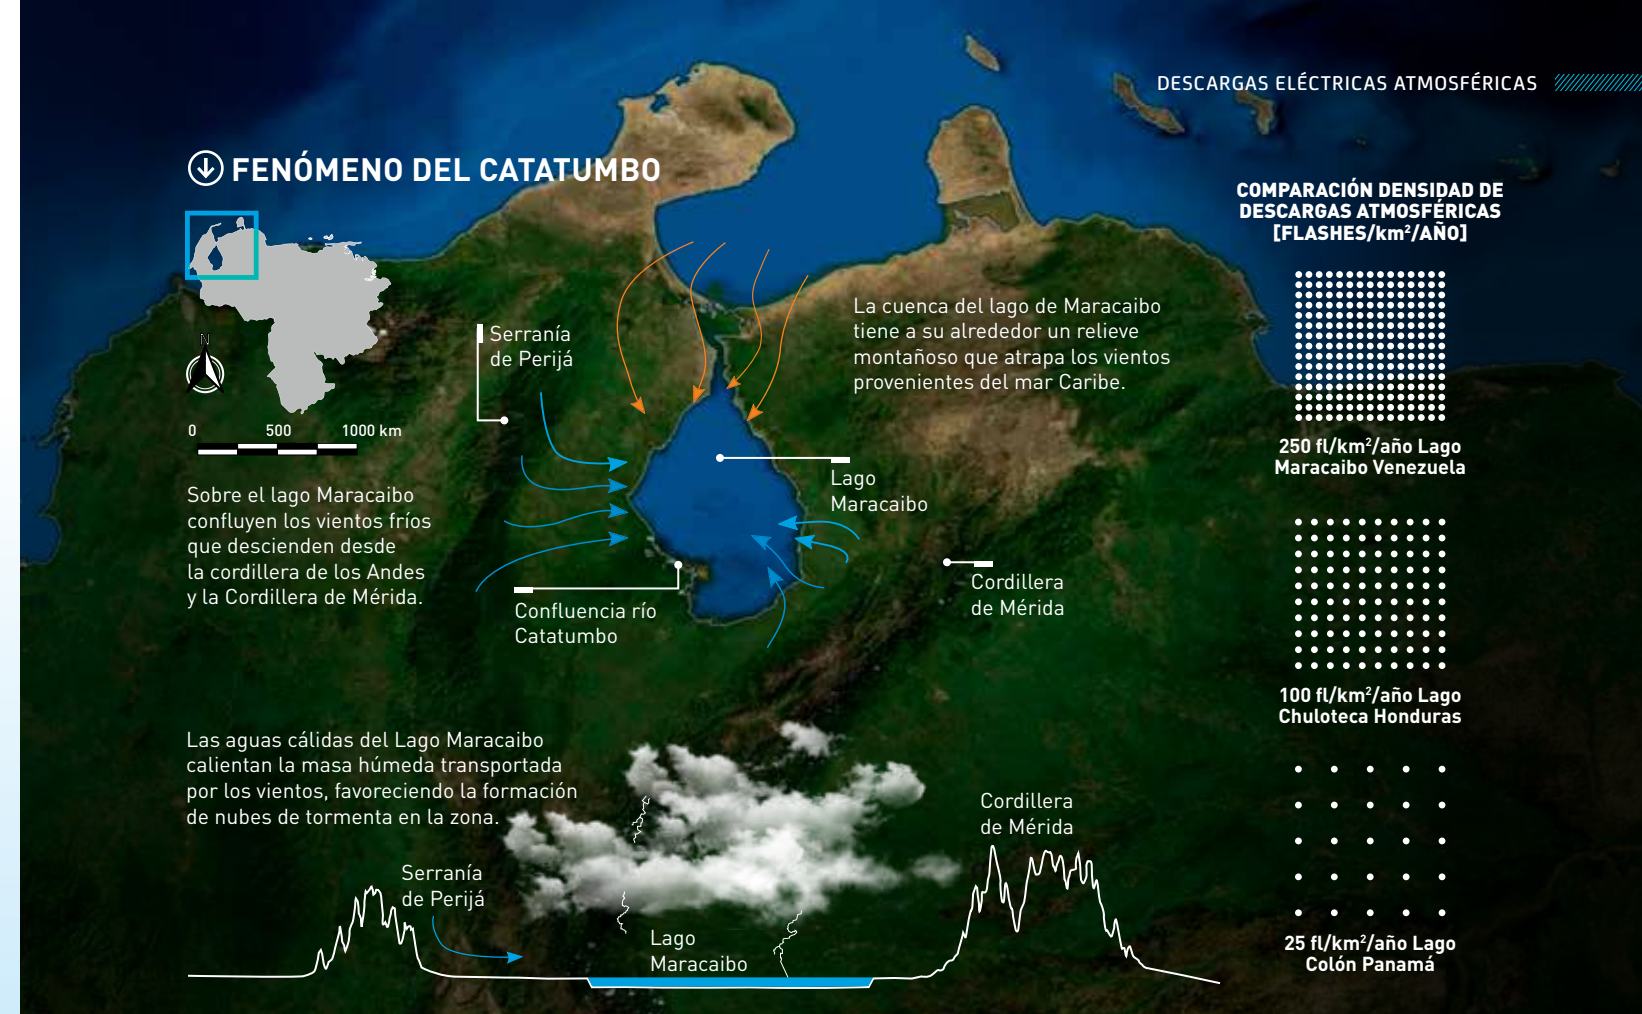 DESCARGAS ELÉCTRICAS ATMOSFÉRICAS
FENÓMENO DEL CATATUMBO
N
0 500 1000 km
Sobre el lago Maracaibo
confluyen los vientos fríos
que descienden desde
la cordillera de los Andes
y la Cordillera de Mérida.
Serranía
de Perijá
La cuenca del lago de Maracaibo
tiene a su alrededor un relieve
montañoso que atrapa los vientos
provenientes del mar Caribe.
Lago
Maracaibo
Cordillera
de Mérida
Confluencia río
Catatumbo
Las aguas cálidas del Lago Maracaibo
calientan la masa húmeda transportada
por los vientos, favoreciendo la formación
de nubes de tormenta en la zona.
Serranía
de Perijá
Lago
Maracaibo
Cordillera
de Mérida
COMPARACIÓN DENSIDAD DE
DESCARGAS ATMOSFÉRICAS
[FLASHES/km²/AÑO]
250 fl/km²/año Lago
Maracaibo Venezuela
100 fl/km²/año Lago
Chuloteca Honduras
25 fl/km²/año Lago
Colón Panamá